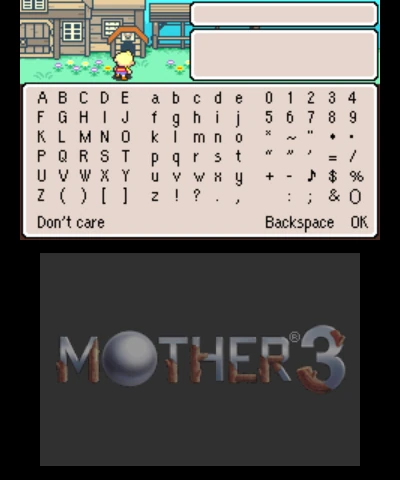 A B C D E a b c d e 0 1 2 3 4
F G H I J f g h i j 5 6 7 8 9
K L M N O k l m n o * ~ " • ·
P Q R S T p q r s t “ ” ’ = /
U V W X Y u v w x y + - ♪ $ %
Z ( ) [ ] z ! ? . , : ; & O
Don't care Backspace OK
MOTHER® 3